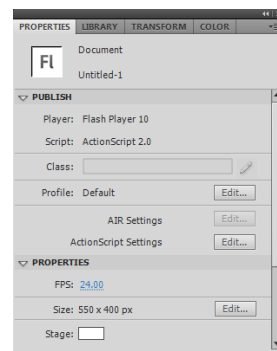 PROPERTIES LIBRARY TRANSFORM COLOR
Fl
Document
Untitled-1
PUBLISH
Player: Flash Player 10
Script: ActionScript 2.0
Class:
Profile: Default Edit...
AIR Settings Edit...
ActionScript Settings Edit...
PROPERTIES
FPS: 24.00
Size: 550 x 400 px Edit...
Stage: